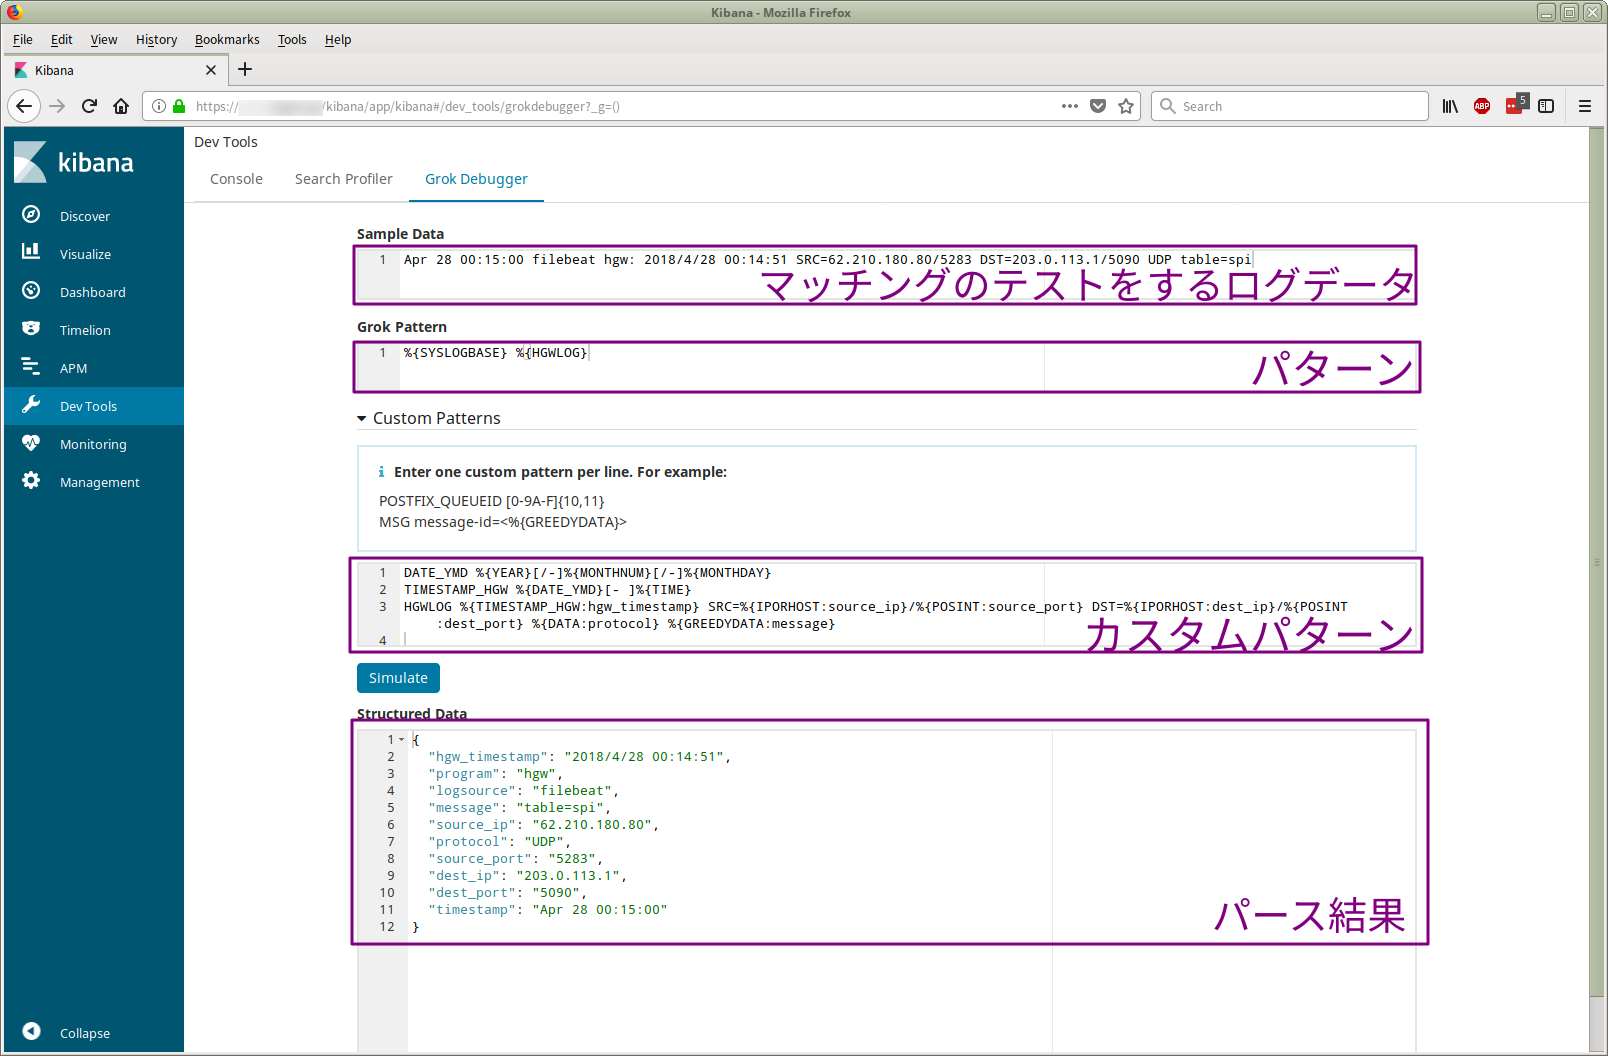 Kibana - Mozilla Firefox
File Edit View History Bookmarks Tools Help
Kibana
https:// /kibana/app/kibana#/dev_tools/grokdebugger?_g=()
Search
ABP
5
kibana
Discover
Visualize
Dashboard
Timelion
APM
Dev Tools
Monitoring
Management
Collapse
Dev Tools
Console Search Profiler Grok Debugger
Sample Data
1 Apr 28 00:15:00 filebeat hgw: 2018/4/28 00:14:51 SRC=62.210.180.80/5283 DST=203.0.113.1/5090 UDP table=spi
マッチングのテストをするログデータ
Grok Pattern
1 %{SYSLOGBASE} %{HGWLOG}
パターン
Custom Patterns
Enter one custom pattern per line. For example:
POSTFIX_QUEUEID [0-9A-F]{10,11}
MSG message-id=<%{GREEDYDATA}>
1 DATE_YMD %{YEAR}[/-]%{MONTHNUM}[/-]%{MONTHDAY}
2 TIMESTAMP_HGW %{DATE_YMD}[- ]%{TIME}
3 HGWLOG %{TIMESTAMP_HGW:hgw_timestamp} SRC=%{IPORHOST:source_ip}/%{POSINT:source_port} DST=%{IPORHOST:dest_ip}/%{POSINT
:dest_port} %{DATA:protocol} %{GREEDYDATA:message}
4
カスタムパターン
Simulate
Structured Data
1 {
2 "hgw_timestamp": "2018/4/28 00:14:51",
3 "program": "hgw",
4 "logsource": "filebeat",
5 "message": "table=spi",
6 "source_ip": "62.210.180.80",
7 "protocol": "UDP",
8 "source_port": "5283",
9 "dest_ip": "203.0.113.1",
10 "dest_port": "5090",
11 "timestamp": "Apr 28 00:15:00"
12 }
パース結果